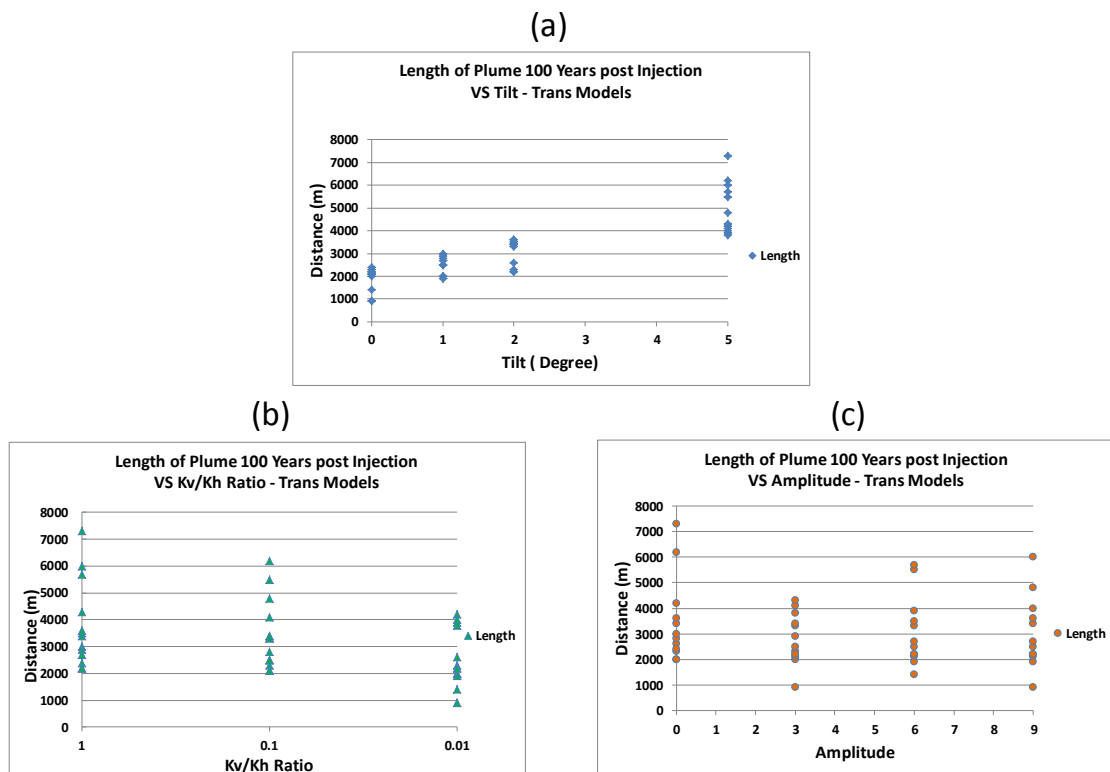 (a)
Length of Plume 100 Years post Injection
VS Tilt - Trans Models
8000
7000
6000
5000
4000
3000
2000
1000
0
Distance (m)
0 1 2 3 4 5
Tilt ( Degree)
Length
(b)
Length of Plume 100 Years post Injection
VS Kv/Kh Ratio - Trans Models
8000
7000
6000
5000
4000
3000
2000
1000
0
Distance (m)
1 0.1 0.01
Kv/Kh Ratio
Length
(c)
Length of Plume 100 Years post Injection
VS Amplitude - Trans Models
8000
7000
6000
5000
4000
3000
2000
1000
0
Distance (m)
0 1 2 3 4 5 6 7 8 9
Amplitude
Length